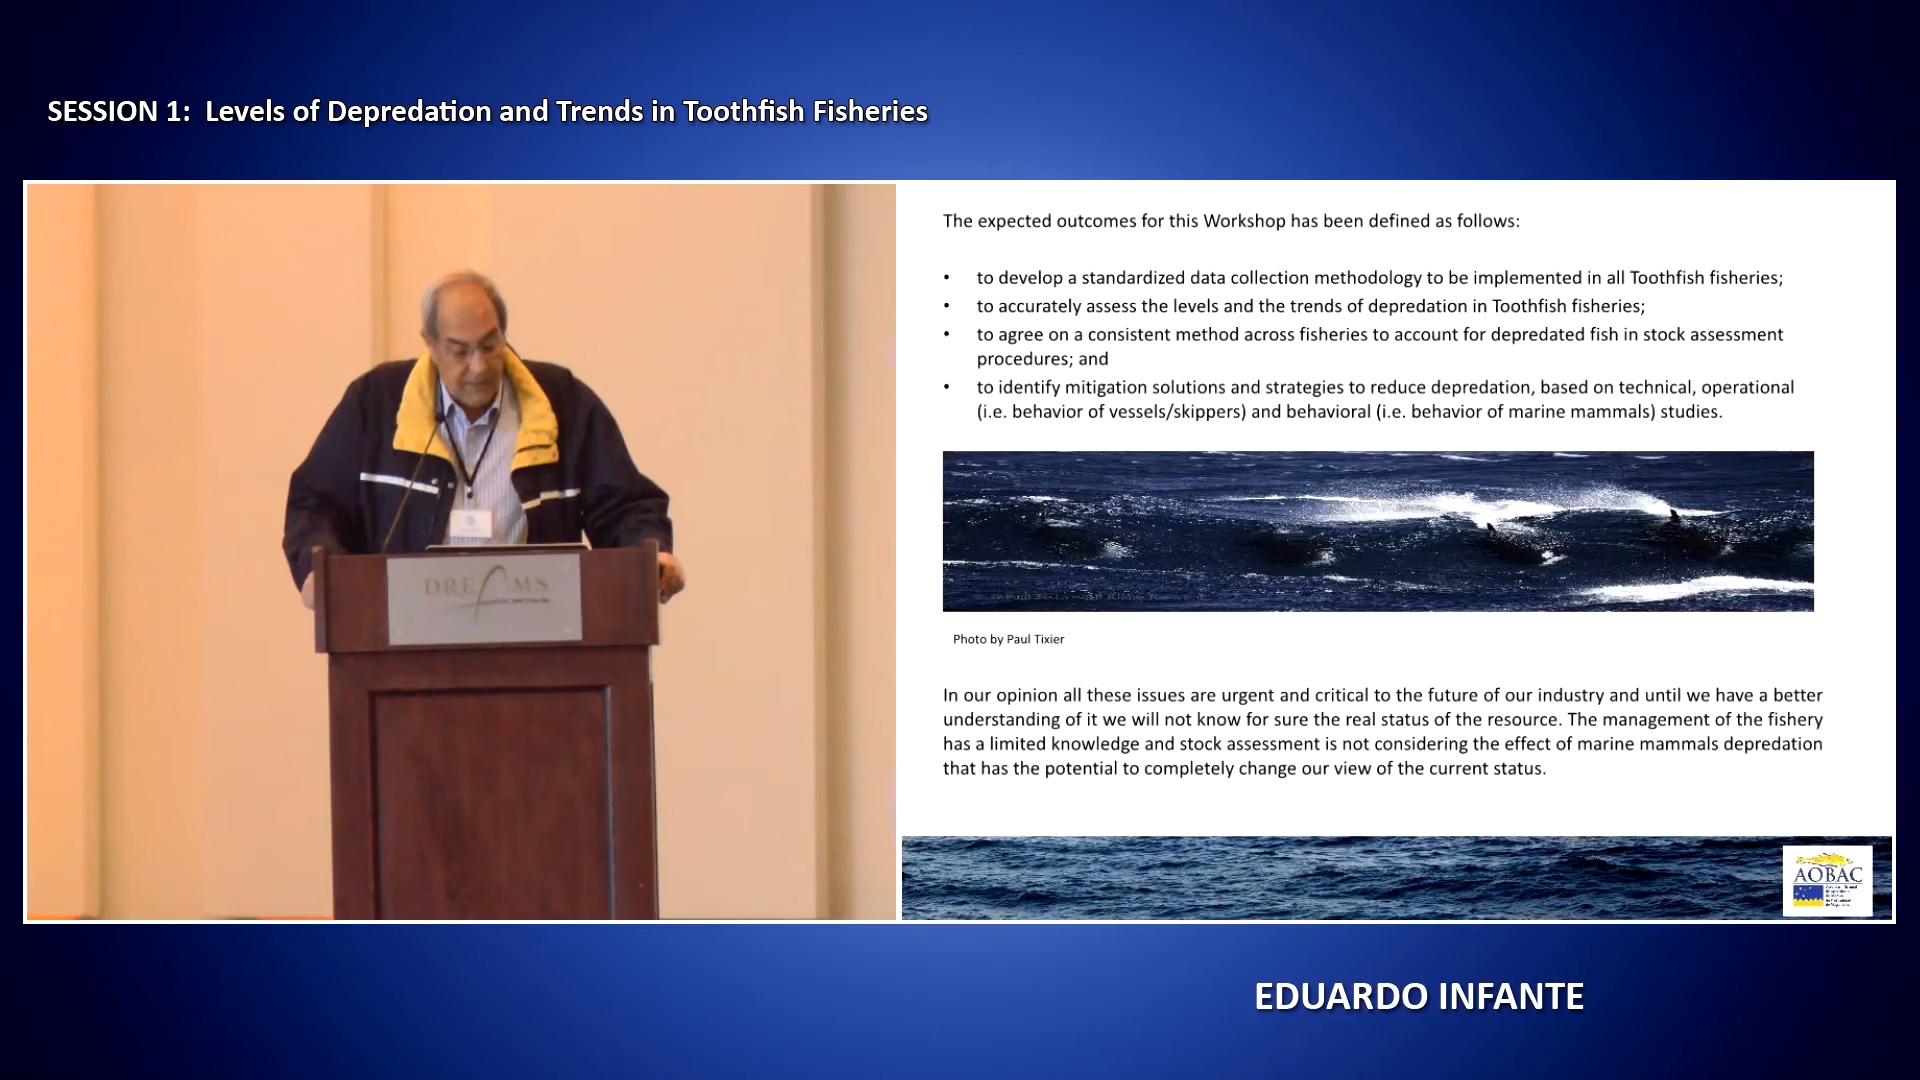 SESSION 1: Levels of Depredation and Trends in Toothfish Fisheries
DREAMS
The expected outcomes for this Workshop has been defined as follows:
• to develop a standardized data collection methodology to be implemented in all Toothfish fisheries;
• to accurately assess the levels and the trends of depredation in Toothfish fisheries;
• to agree on a consistent method across fisheries to account for depredated fish in stock assessment
procedures; and
• to identify mitigation solutions and strategies to reduce depredation, based on technical, operational
(i.e. behavior of vessels/skippers) and behavioral (i.e. behavior of marine mammals) studies.
Photo by Paul Tixier
In our opinion all these issues are urgent and critical to the future of our industry and until we have a better
understanding of it we will not know for sure the real status of the resource. The management of the fishery
has a limited knowledge and stock assessment is not considering the effect of marine mammals depredation
that has the potential to completely change our view of the current status.
AOBAC
EDUARDO INFANTE